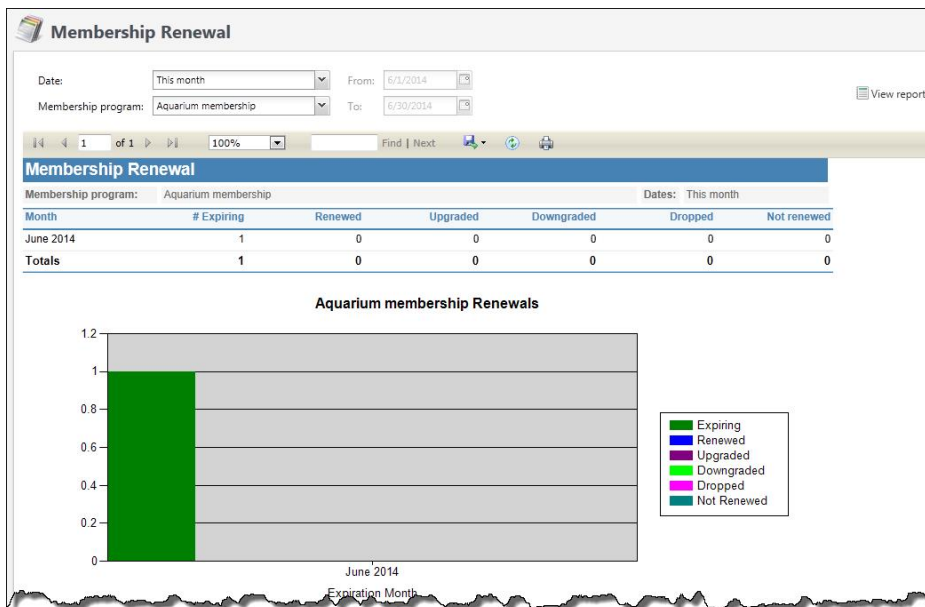 Membership Renewal
Date: This month From: 6/1/2014
View report
Membership program: Aquarium membership To: 6/30/2014
1 of 1 100% Find | Next
Membership Renewal
Membership program: Aquarium membership Dates: This month
Month # Expiring Renewed Upgraded Downgraded Dropped Not renewed
June 2014 1 0 0 0 0 0
Totals 1 0 0 0 0 0
Aquarium membership Renewals
1.2
1
0.8
0.6
0.4
0.2
0
Expiring
Renewed
Upgraded
Downgraded
Dropped
Not Renewed
June 2014
Expiration Month